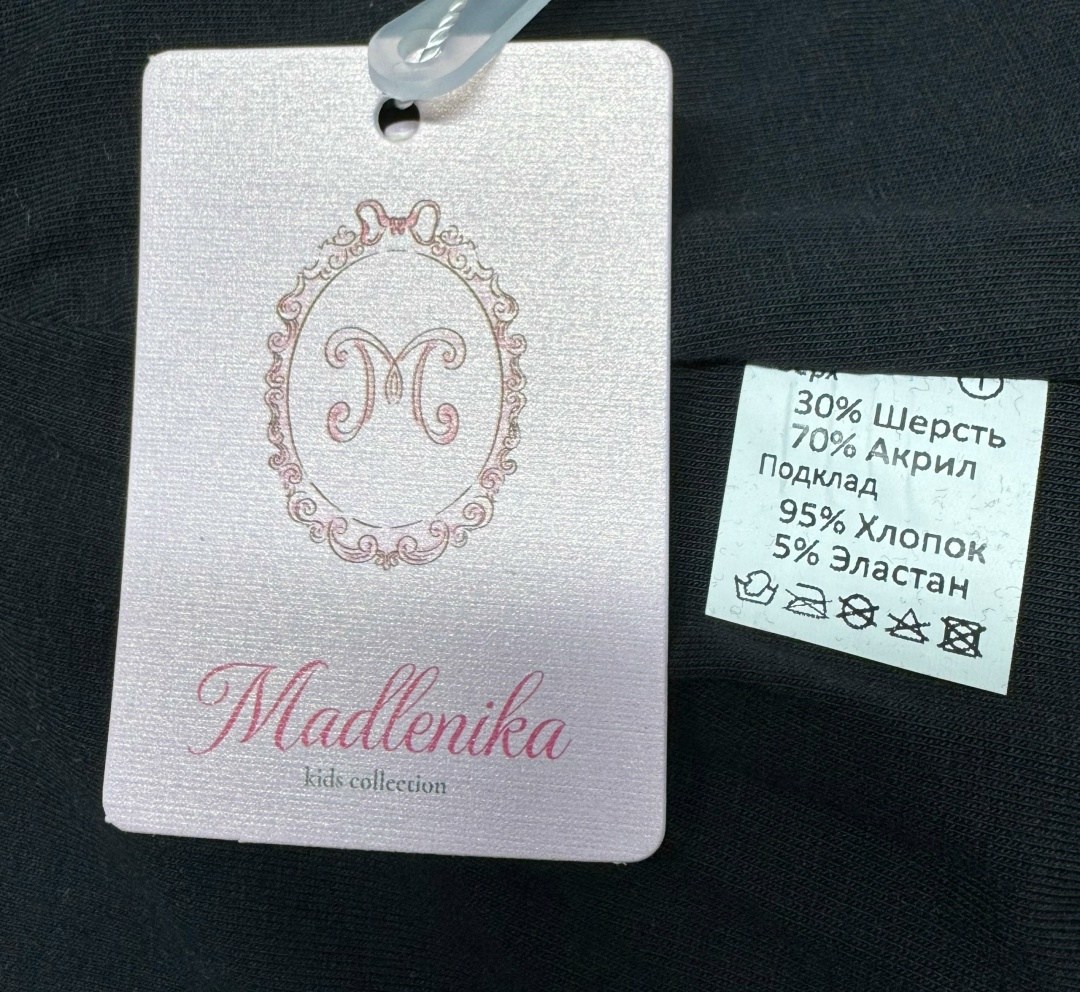 M
Madlenika
kids collection
30% Шерсть
70% Акрил
Подклад
95% Хлопок
5% Эластан